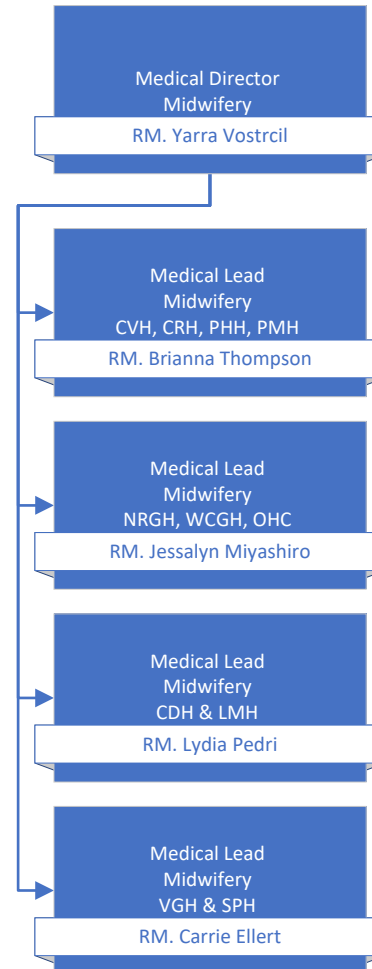 Medical Director
Midwifery
RM. Yarra Vostrcil
Medical Lead
Midwifery
CVH, CRH, PHH, PMH
RM. Brianna Thompson
Medical Lead
Midwifery
NRGH, WCGH, OHC
RM. Jessalyn Miyashiro
Medical Lead
Midwifery
CDH & LMH
RM. Lydia Pedri
Medical Lead
Midwifery
VGH & SPH
RM. Carrie Ellert